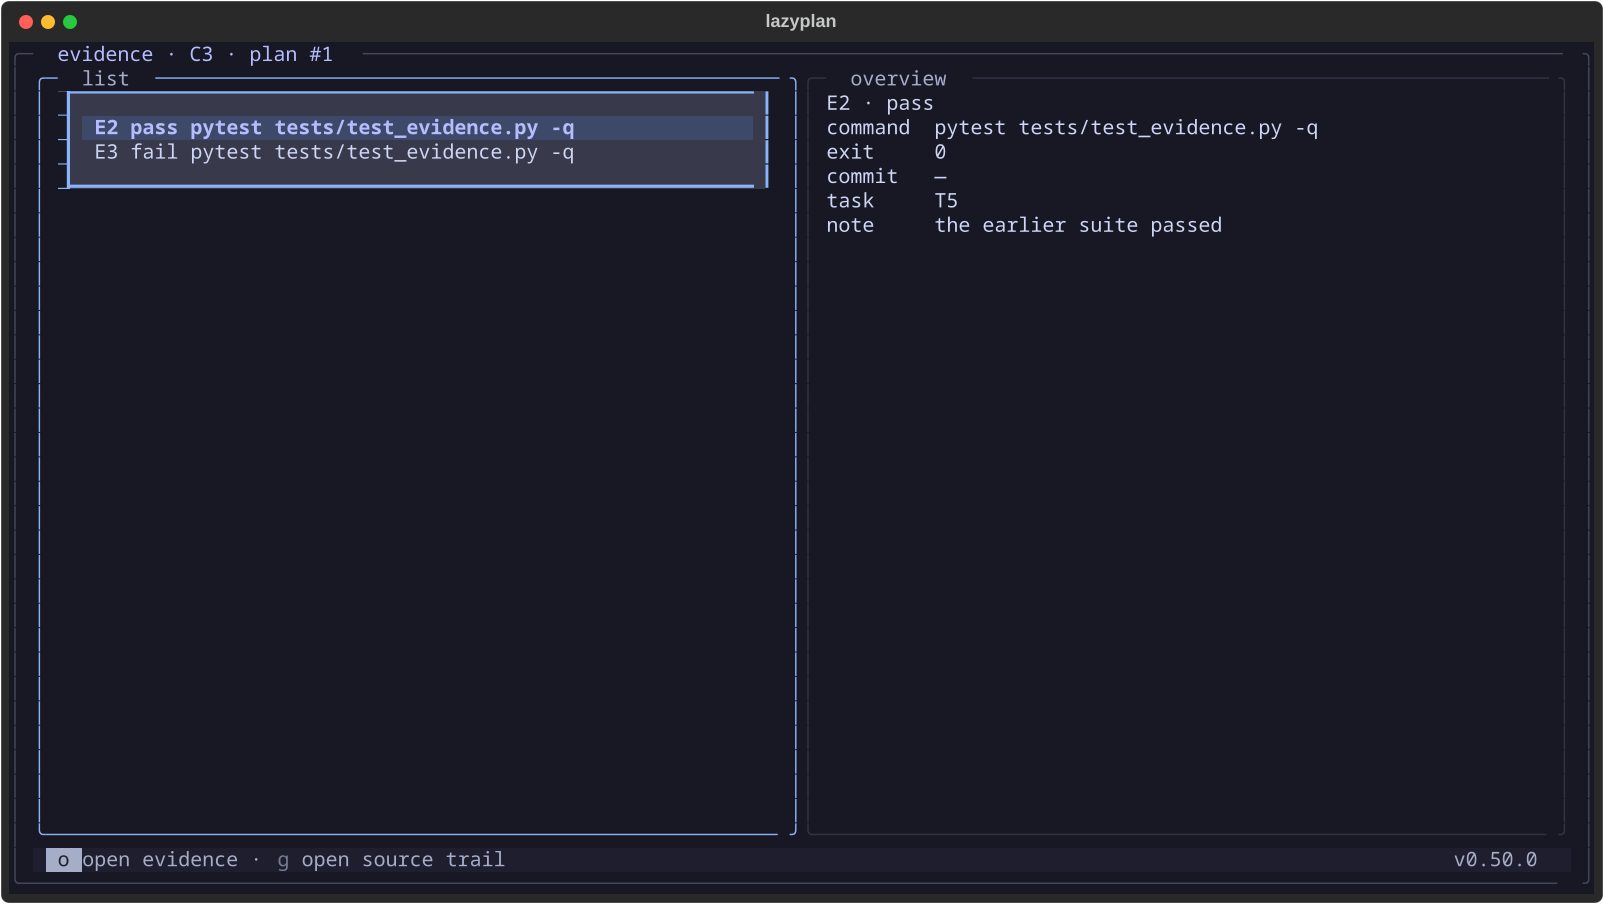 lazyplan
evidence · C3 · plan #1
list
E2 pass pytest tests/test_evidence.py -q
E3 fail pytest tests/test_evidence.py -q
overview
E2 · pass
command pytest tests/test_evidence.py -q
exit 0
commit —
task T5
note the earlier suite passed
o open evidence · g open source trail
v0.50.0